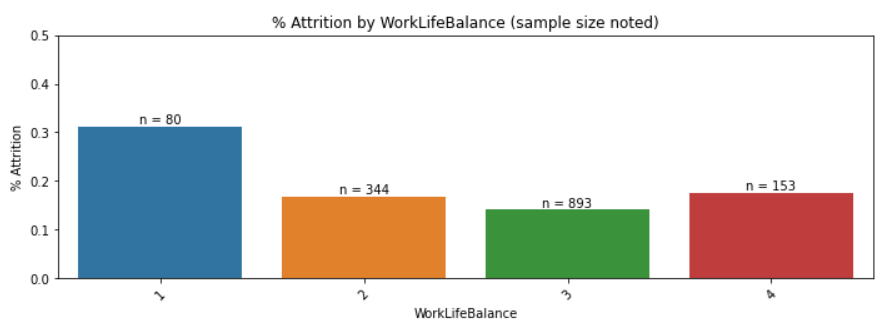 % Attrition by WorkLifeBalance (sample size noted)
0.5
0.4
0.3
0.2
0.1
0.0
% Attrition
n = 80
n = 344
n = 893
n = 153
1
2
3
4
WorkLifeBalance